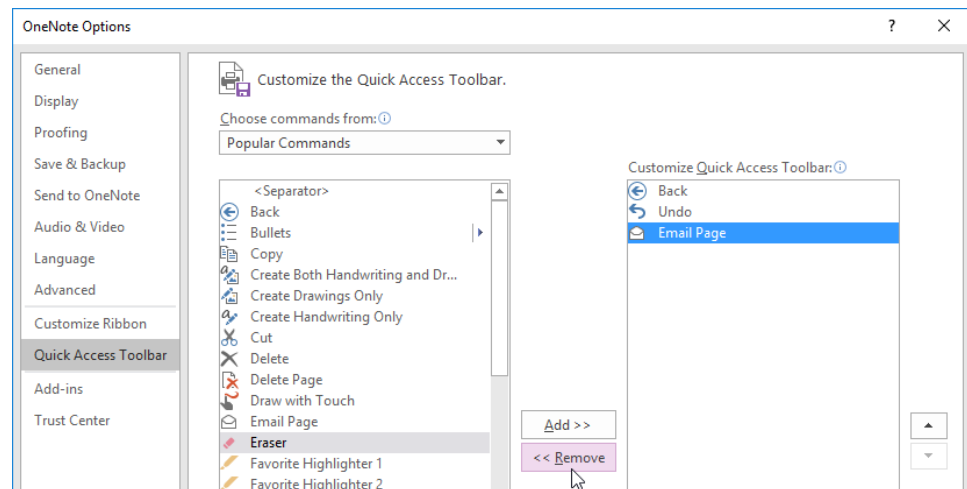 OneNote Options
?
General
Display
Proofing
Save & Backup
Send to OneNote
Audio & Video
Language
Advanced
Customize Ribbon
Quick Access Toolbar
Add-ins
Trust Center
Customize the Quick Access Toolbar.
Choose commands from:
Popular Commands
<Separator>
Back
Bullets
Copy
Create Both Handwriting and Dr...
Create Drawings Only
Create Handwriting Only
Cut
Delete
Delete Page
Draw with Touch
Email Page
Eraser
Favorite Highlighter 1
Favorite Highlighter 2
Add >>
<< Remove
Customize Quick Access Toolbar:
Back
Undo
Email Page